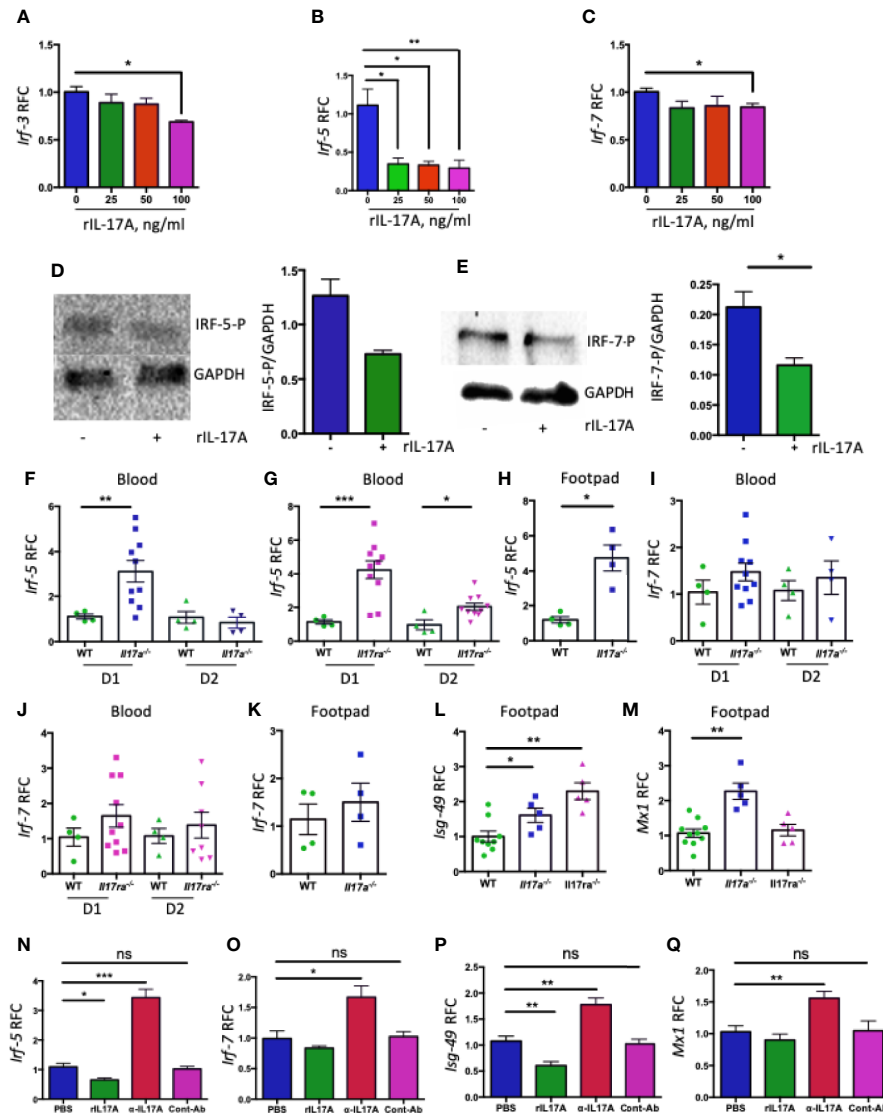 A
B
C
*
**
*
*
*
Irf-3 RFC
1.5
1.0
0.5
0.0
0 25 50 100
rIL-17A, ng/ml
Irf-5 RFC
1.5
1.0
0.5
0.0
0 25 50 100
rIL-17A, ng/ml
Irf-7 RFC
1.5
1.0
0.5
0.0
0 25 50 100
rIL-17A, ng/ml
D
IRF-5-P
GAPDH
- + rIL-17A
IRF-5-P/GAPDH
1.5
1.0
0.5
0.0
- + rIL-17A
E
IRF-7-P
GAPDH
- + rIL-17A
IRF-7-P/GAPDH
*
0.25
0.20
0.15
0.10
0.05
0.00
- + rIL-17A
F Blood
**
Irf-5 RFC
6
4
2
0
WT Il17a-/- WT Il17a-/-
D1 D2
G Blood
*** *
Irf-5 RFC
8
6
4
2
0
WT Il17ra-/- WT Il17ra-/-
D1 D2
H Footpad
*
Irf-5 RFC
8
6
4
2
0
WT Il17a-/-
I Blood
Irf-7 RFC
3
2
1
0
WT Il17a-/- WT Il17a-/-
D1 D2
J Blood
Irf-7 RFC
4
3
2
1
0
WT Il17ra-/- WT Il17ra-/-
D1 D2
K Footpad
Irf-7 RFC
3
2
1
0
WT Il17a-/-
L Footpad
**
*
Isg-49 RFC
4
3
2
1
0
WT Il17a-/- Il17ra-/-
M Footpad
**
Mx1 RFC
4
3
2
1
0
WT Il17a-/- Il17ra-/-
N
ns
***
*
Irf-5 RFC
5
4
3
2
1
0
PBS rIL17A α-IL17A Cont-Ab
O
ns
*
Irf-7 RFC
2.0
1.5
1.0
0.5
0.0
PBS rIL17A α-IL17A Cont-Ab
P
ns
**
**
Isg-49 RFC
2.5
2.0
1.5
1.0
0.5
0.0
PBS rIL17A α-IL17A Cont-Ab
Q
ns
**
Mx1 RFC
2.0
1.5
1.0
0.5
0.0
PBS rIL17A α-IL17A Cont-Ab